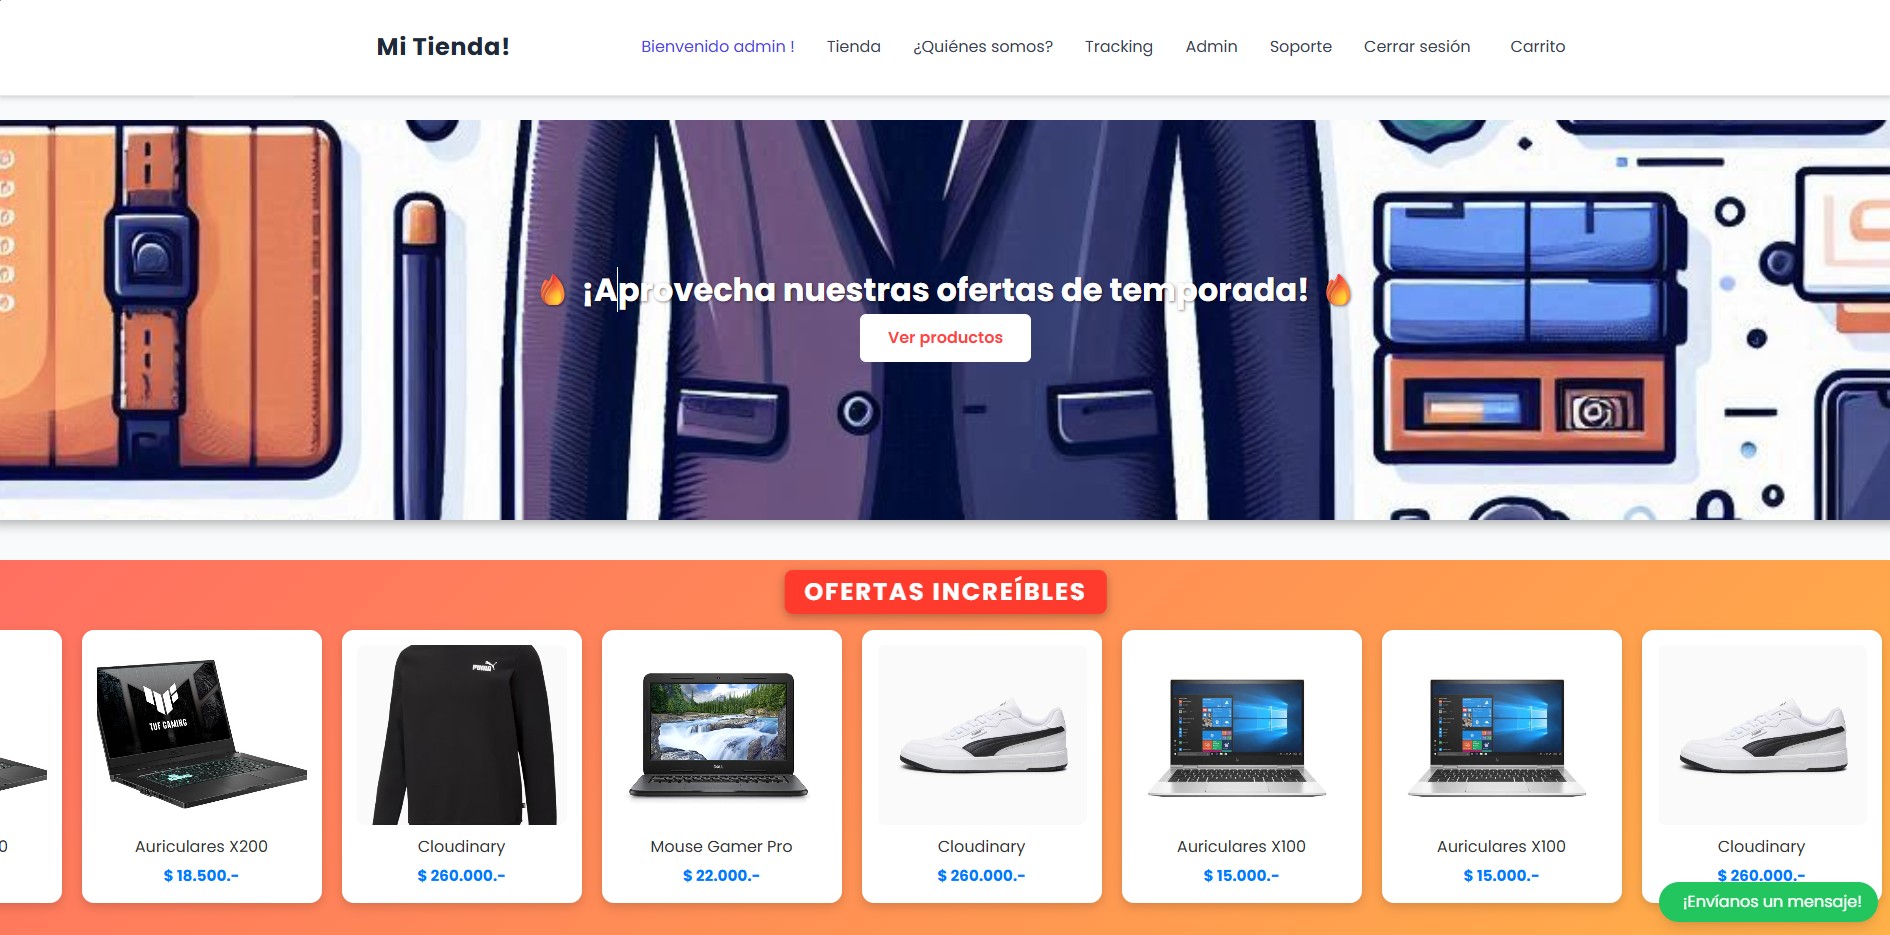 Mi Tienda!
Bienvenido admin ! Tienda ¿Quiénes somos? Tracking Admin Soporte Cerrar sesión Carrito
🔥 ¡Aprovecha nuestras ofertas de temporada! 🔥
Ver productos
OFERTAS INCREÍBLES
TUF GAMING
PUMA
DELL
0
Auriculares X200
$ 18.500.-
Cloudinary
$ 260.000.-
Mouse Gamer Pro
$ 22.000.-
Cloudinary
$ 260.000.-
Auriculares X100
$ 15.000.-
Auriculares X100
$ 15.000.-
Cloudinary
$ 260.000.-
¡Envíanos un mensaje!